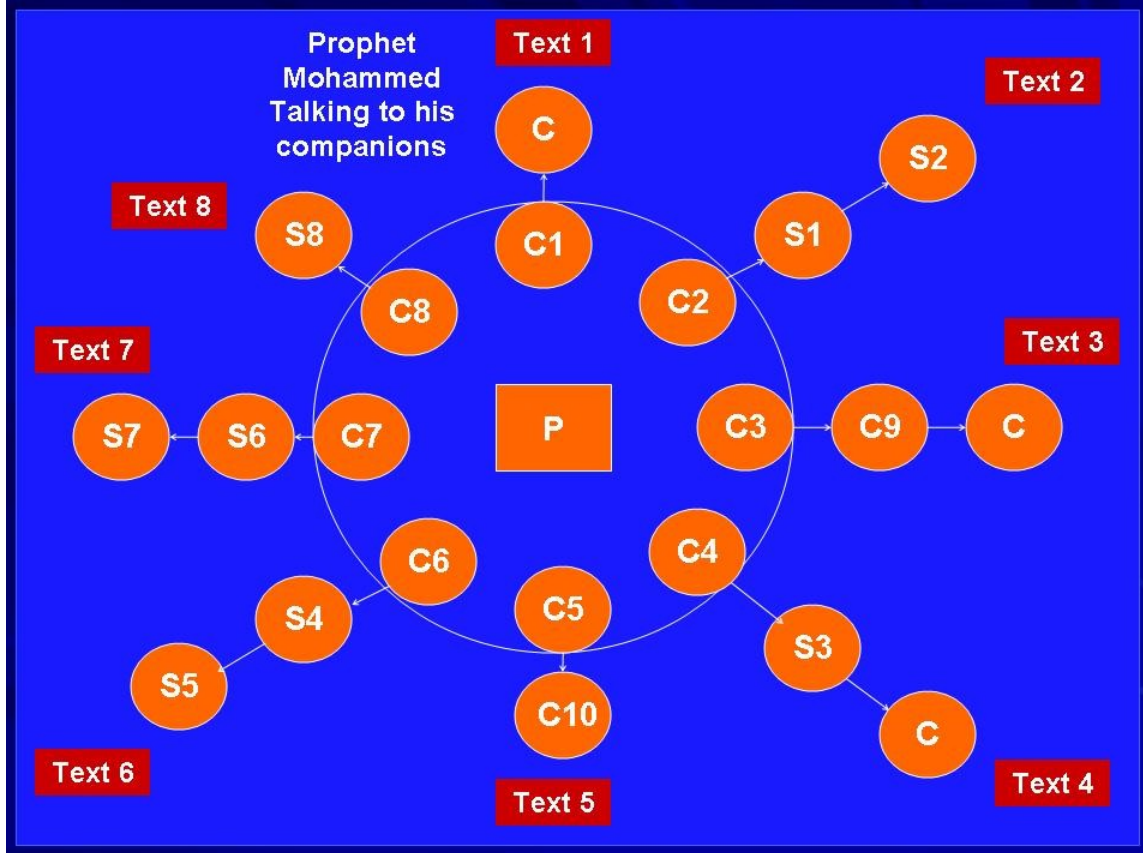 Prophet
Mohammed
Talking to his
companions
Text 1
C
C1
Text 2
S2
S1
C2
Text 8
S8
C8
Text 7
S7
S6
C7
P
Text 3
C3
C9
C
C6
S4
S5
Text 6
C5
C10
Text 5
C4
S3
C
Text 4